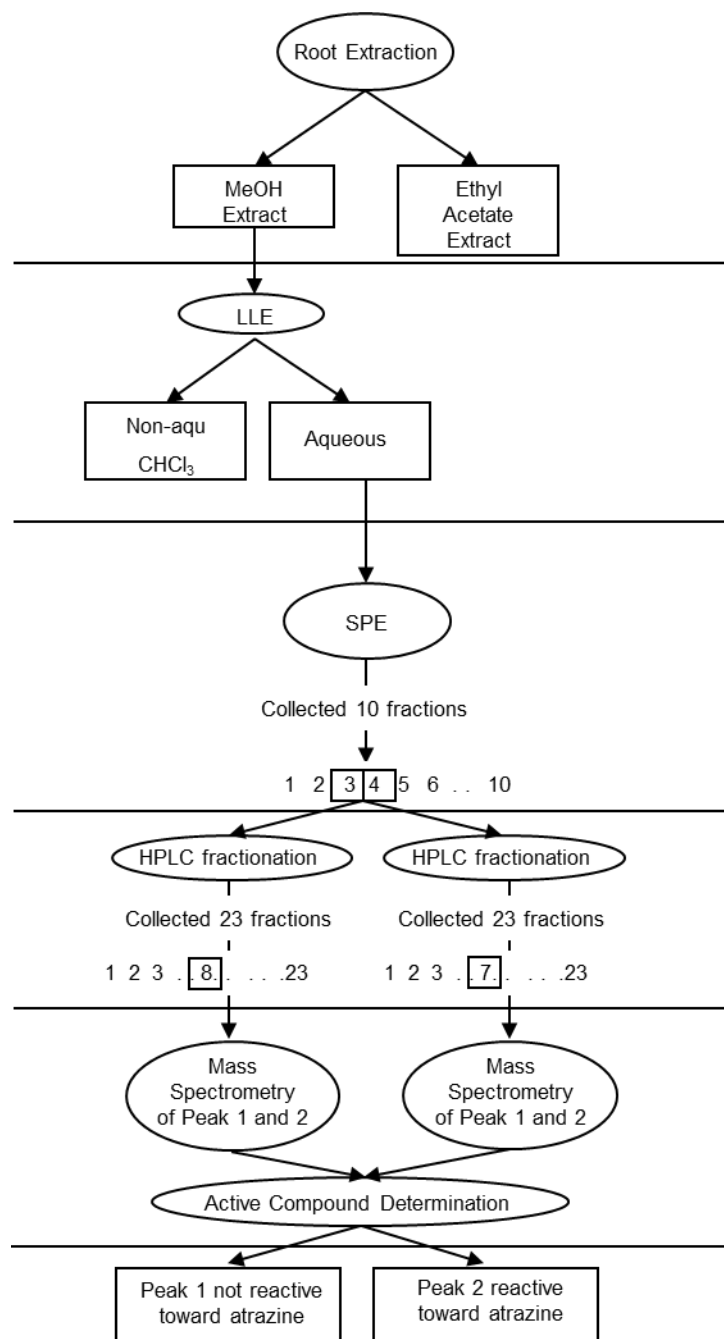 Root Extraction
MeOH
Extract
Ethyl
Acetate
Extract
LLE
Non-aqu
CHCl₃
Aqueous
SPE
Collected 10 fractions
1 2 3 4 5 6 . . 10
HPLC fractionation
HPLC fractionation
Collected 23 fractions
Collected 23 fractions
1 2 3 . . 8. . . . .23
1 2 3 . . 7. . . . .23
Mass
Spectrometry
of Peak 1 and 2
Mass
Spectrometry
of Peak 1 and 2
Active Compound Determination
Peak 1 not reactive
toward atrazine
Peak 2 reactive
toward atrazine